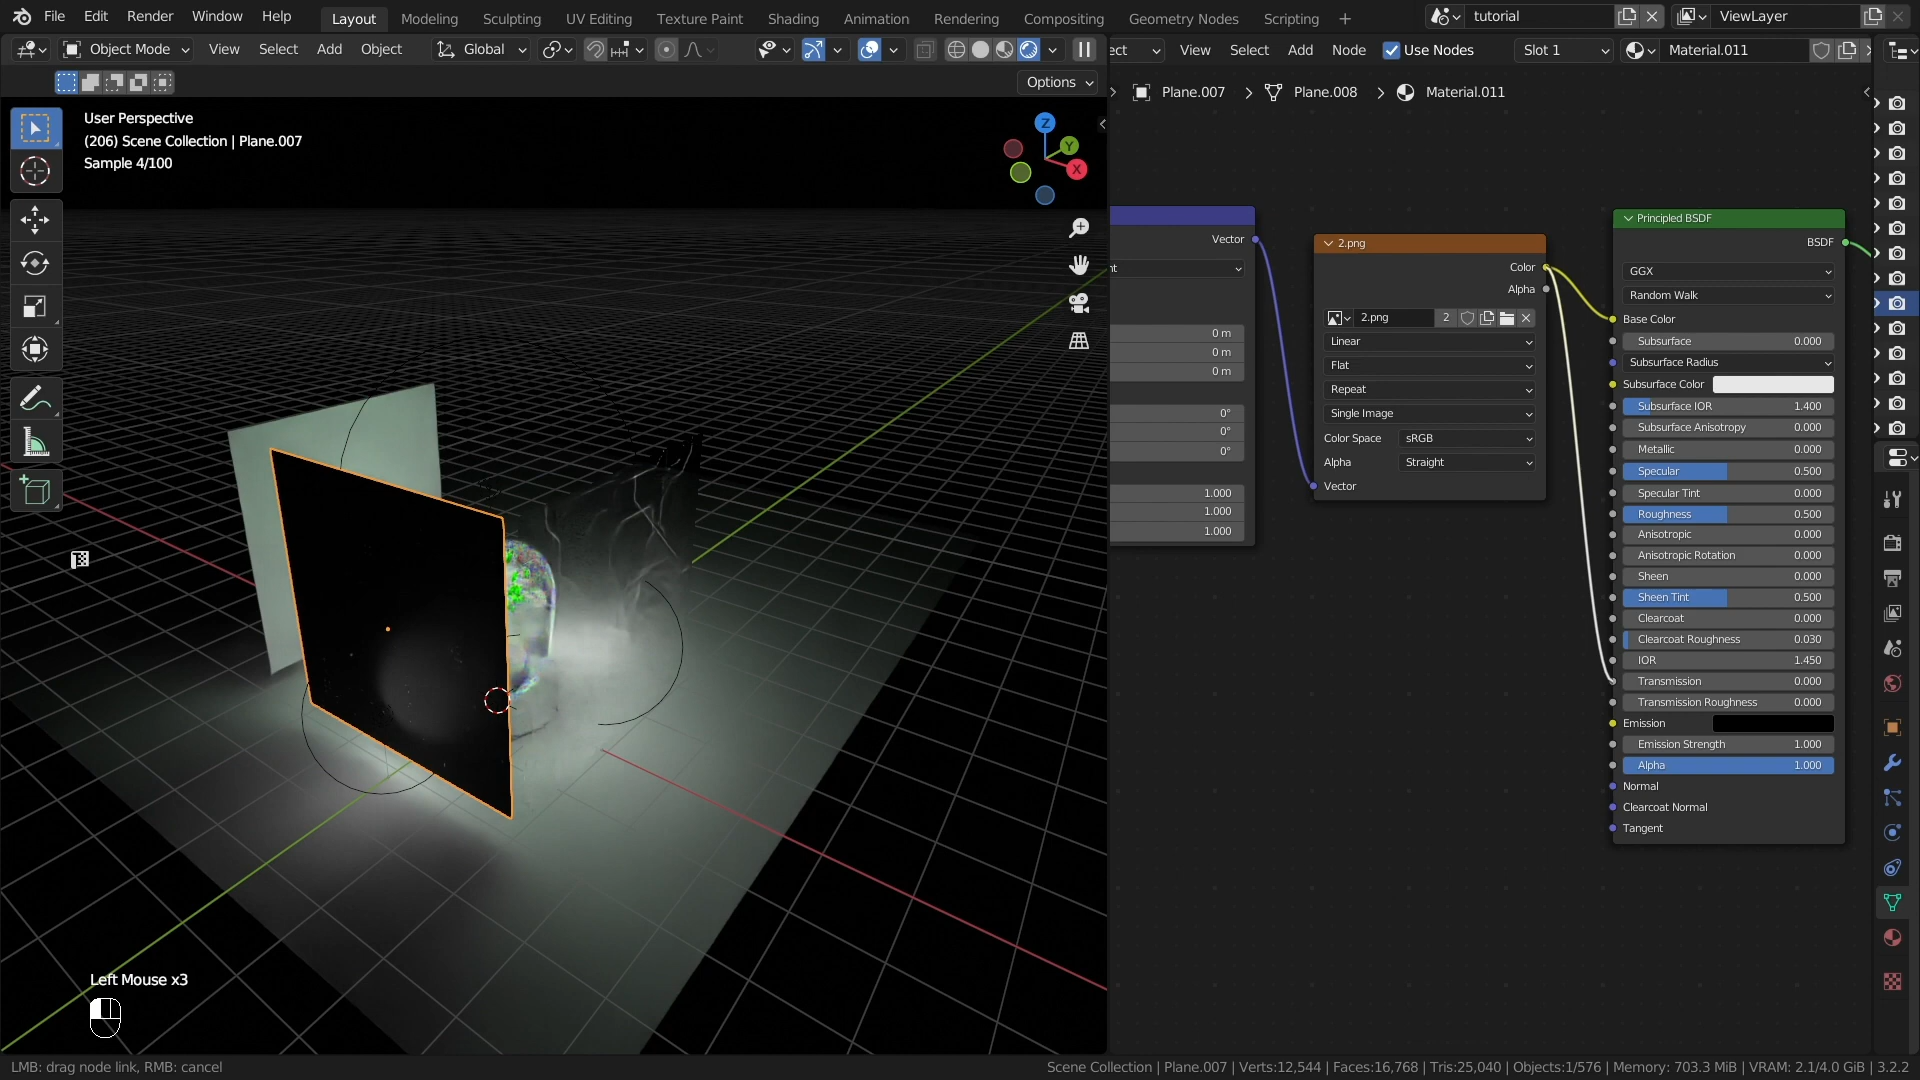 File Edit Render Window Help Layout Modeling Sculpting UV Editing Texture Paint Shading Animation Rendering Compositing Geometry Nodes Scripting + tutorial ViewLayer
Object Mode View Select Add Object Global
ect View Select Add Node Use Nodes Slot 1 Material.011
Options
Plane.007 > Plane.008 > Material.011
User Perspective
(206) Scene Collection | Plane.007
Sample 4/100
Z
Y
X
Vector
nt
0 m
0 m
0 m
0°
0°
0°
1.000
1.000
1.000
2.png
Color
Alpha
2.png 2
Linear
Flat
Repeat
Single Image
Color Space sRGB
Alpha Straight
Vector
Principled BSDF
BSDF
GGX
Random Walk
Base Color
Subsurface 0.000
Subsurface Radius
Subsurface Color
Subsurface IOR 1.400
Subsurface Anisotropy 0.000
Metallic 0.000
Specular 0.500
Specular Tint 0.000
Roughness 0.500
Anisotropic 0.000
Anisotropic Rotation 0.000
Sheen 0.000
Sheen Tint 0.500
Clearcoat 0.000
Clearcoat Roughness 0.030
IOR 1.450
Transmission 0.000
Transmission Roughness 0.000
Emission
Emission Strength 1.000
Alpha 1.000
Normal
Clearcoat Normal
Tangent
Left Mouse x3
LMB: drag node link, RMB: cancel
Scene Collection | Plane.007 | Verts:12,544 | Faces:16,768 | Tris:25,040 | Objects:1/576 | Memory: 703.3 MiB | VRAM: 2.1/4.0 GiB | 3.2.2